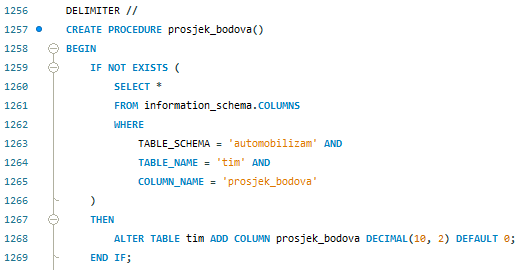 1256 DELIMITER //
1257 CREATE PROCEDURE prosjek_bodova()
1258 BEGIN
1259 IF NOT EXISTS (
1260 SELECT *
1261 FROM information_schema.COLUMNS
1262 WHERE
1263 TABLE_SCHEMA = 'automobilizam' AND
1264 TABLE_NAME = 'tim' AND
1265 COLUMN_NAME = 'prosjek_bodova'
1266 )
1267 THEN
1268 ALTER TABLE tim ADD COLUMN prosjek_bodova DECIMAL(10, 2) DEFAULT 0;
1269 END IF;